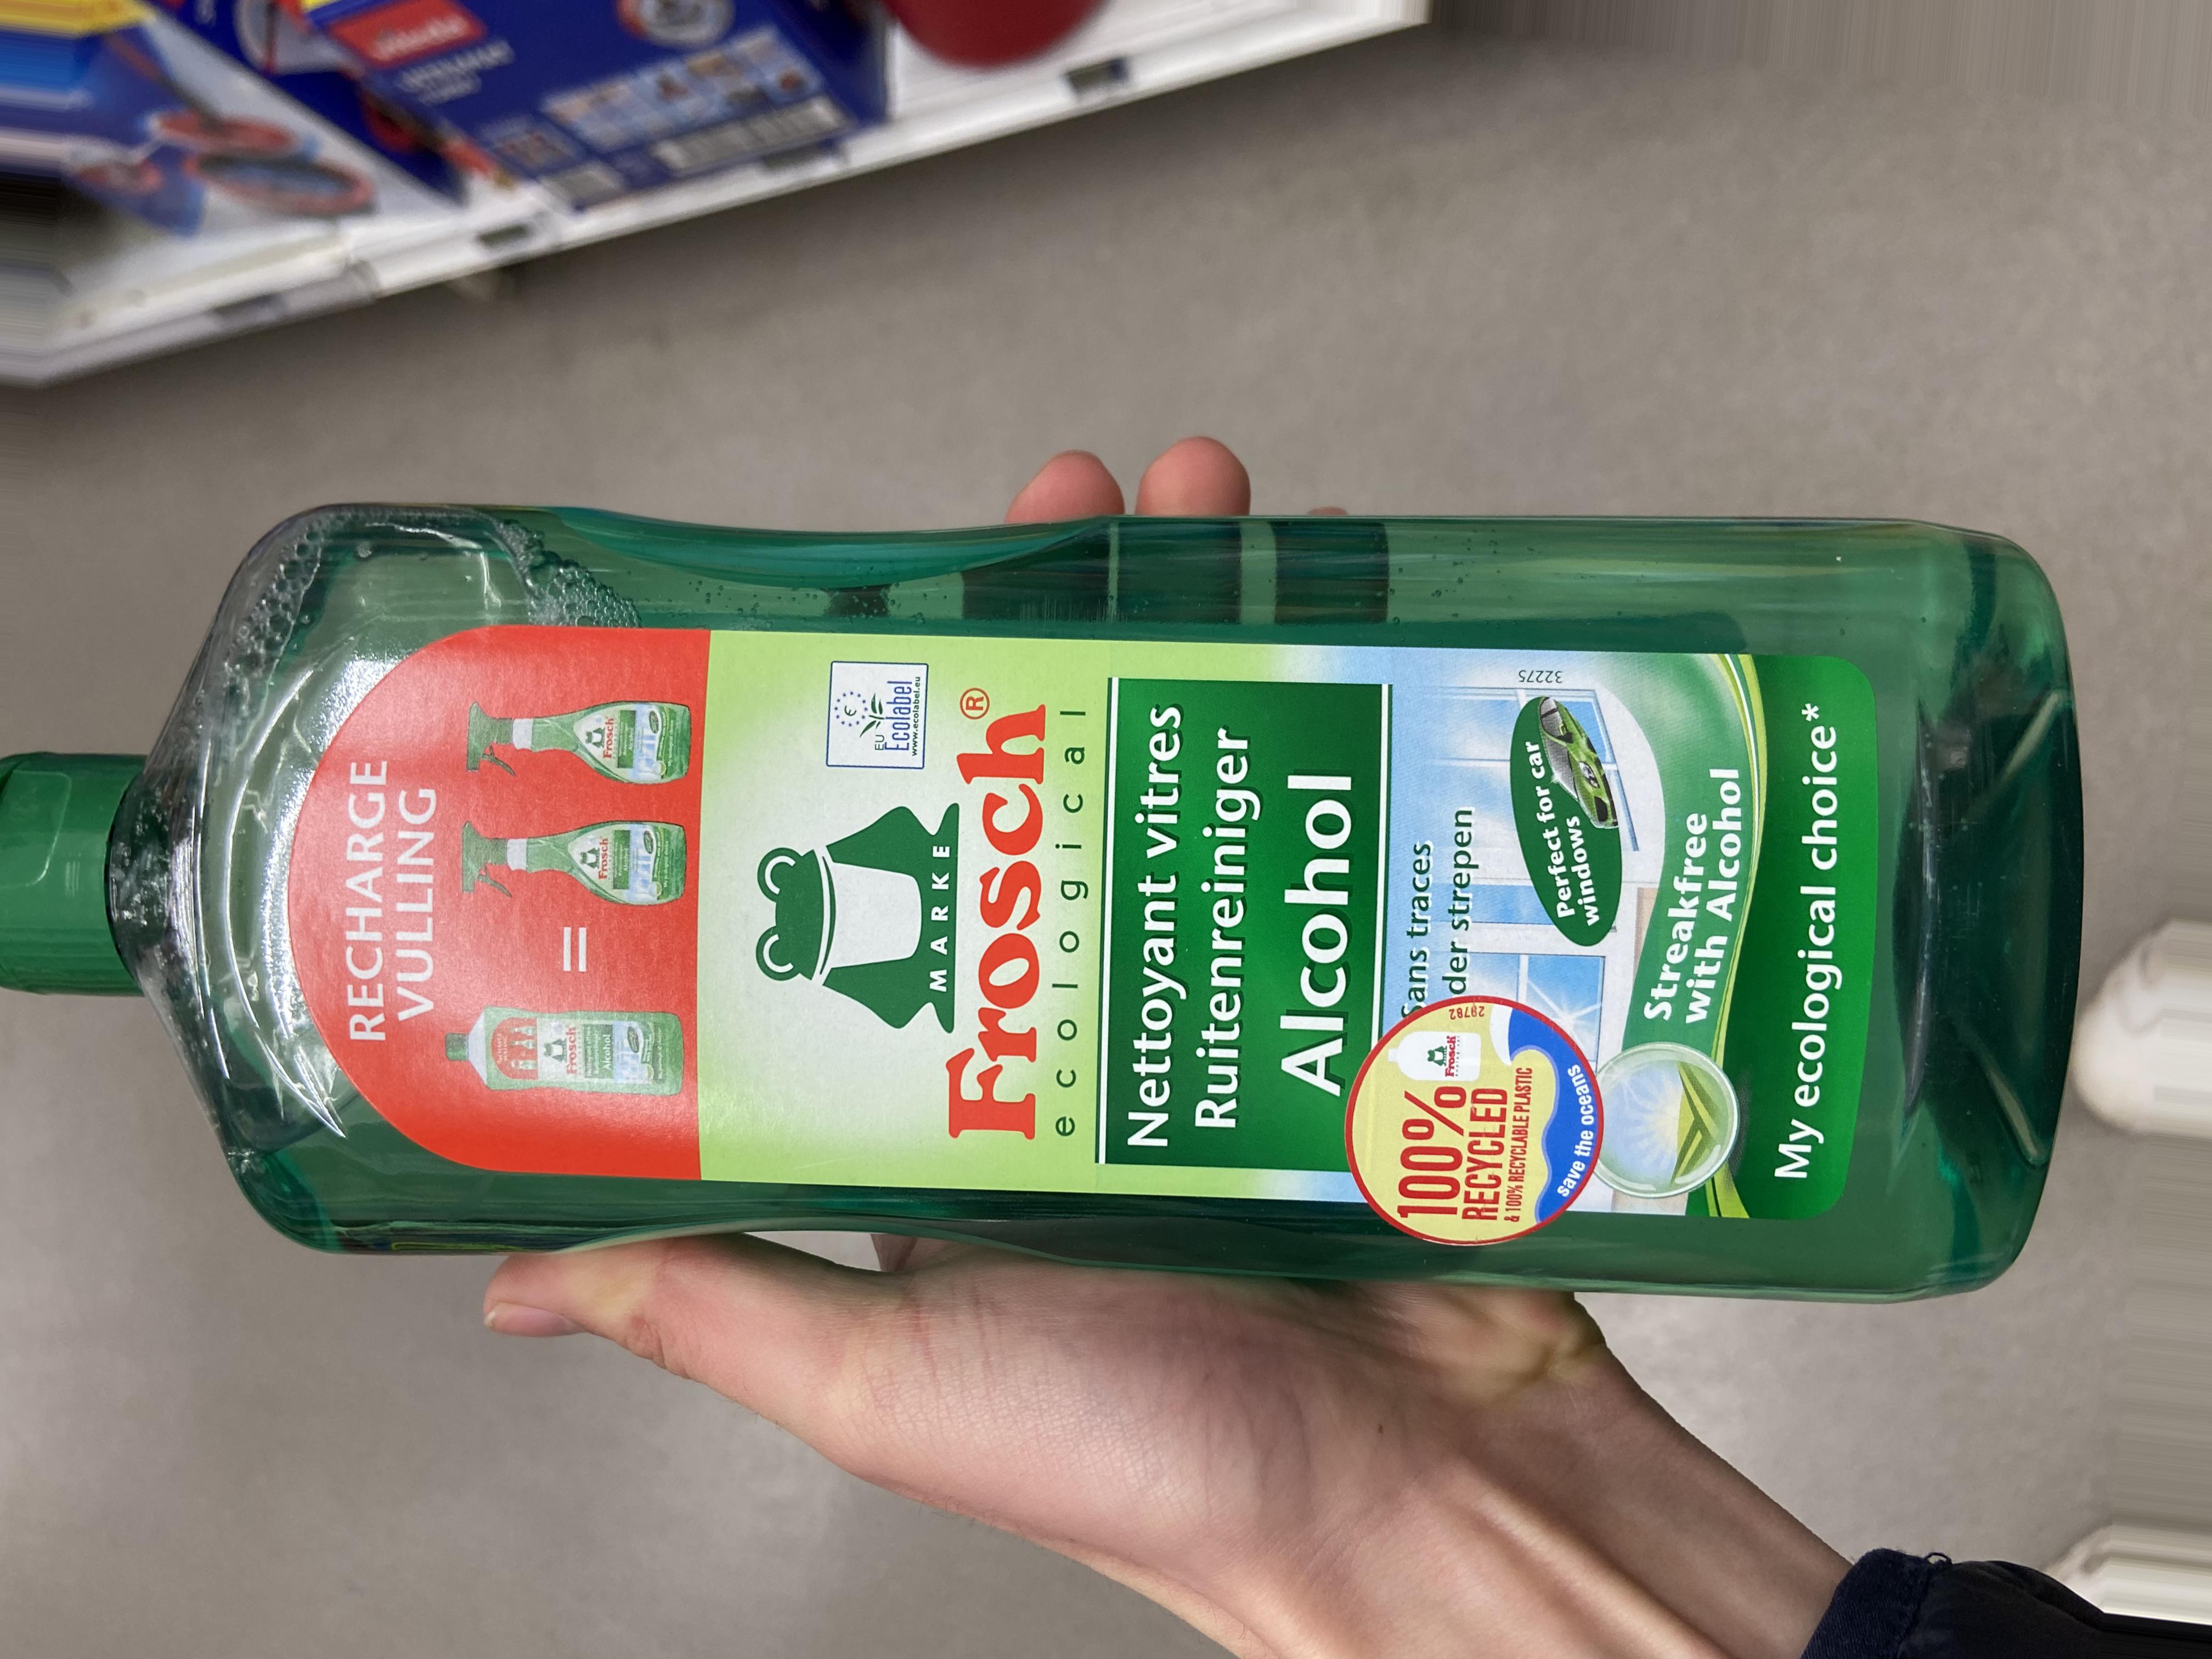 RECHARGE
VULLING
=
EU
Ecolabel
www.ecolabel.eu
MARKE
Frosch®
ecological
Nettoyant vitres
Ruitenreiniger
Alcohol
Sans traces
der strepen
32275
Perfect for car
windows
100%
RECYCLED
& 100% RECYCLABLE PLASTIC
save the oceans
Frosch
29782
Streakfree
with Alcohol
My ecological choice*